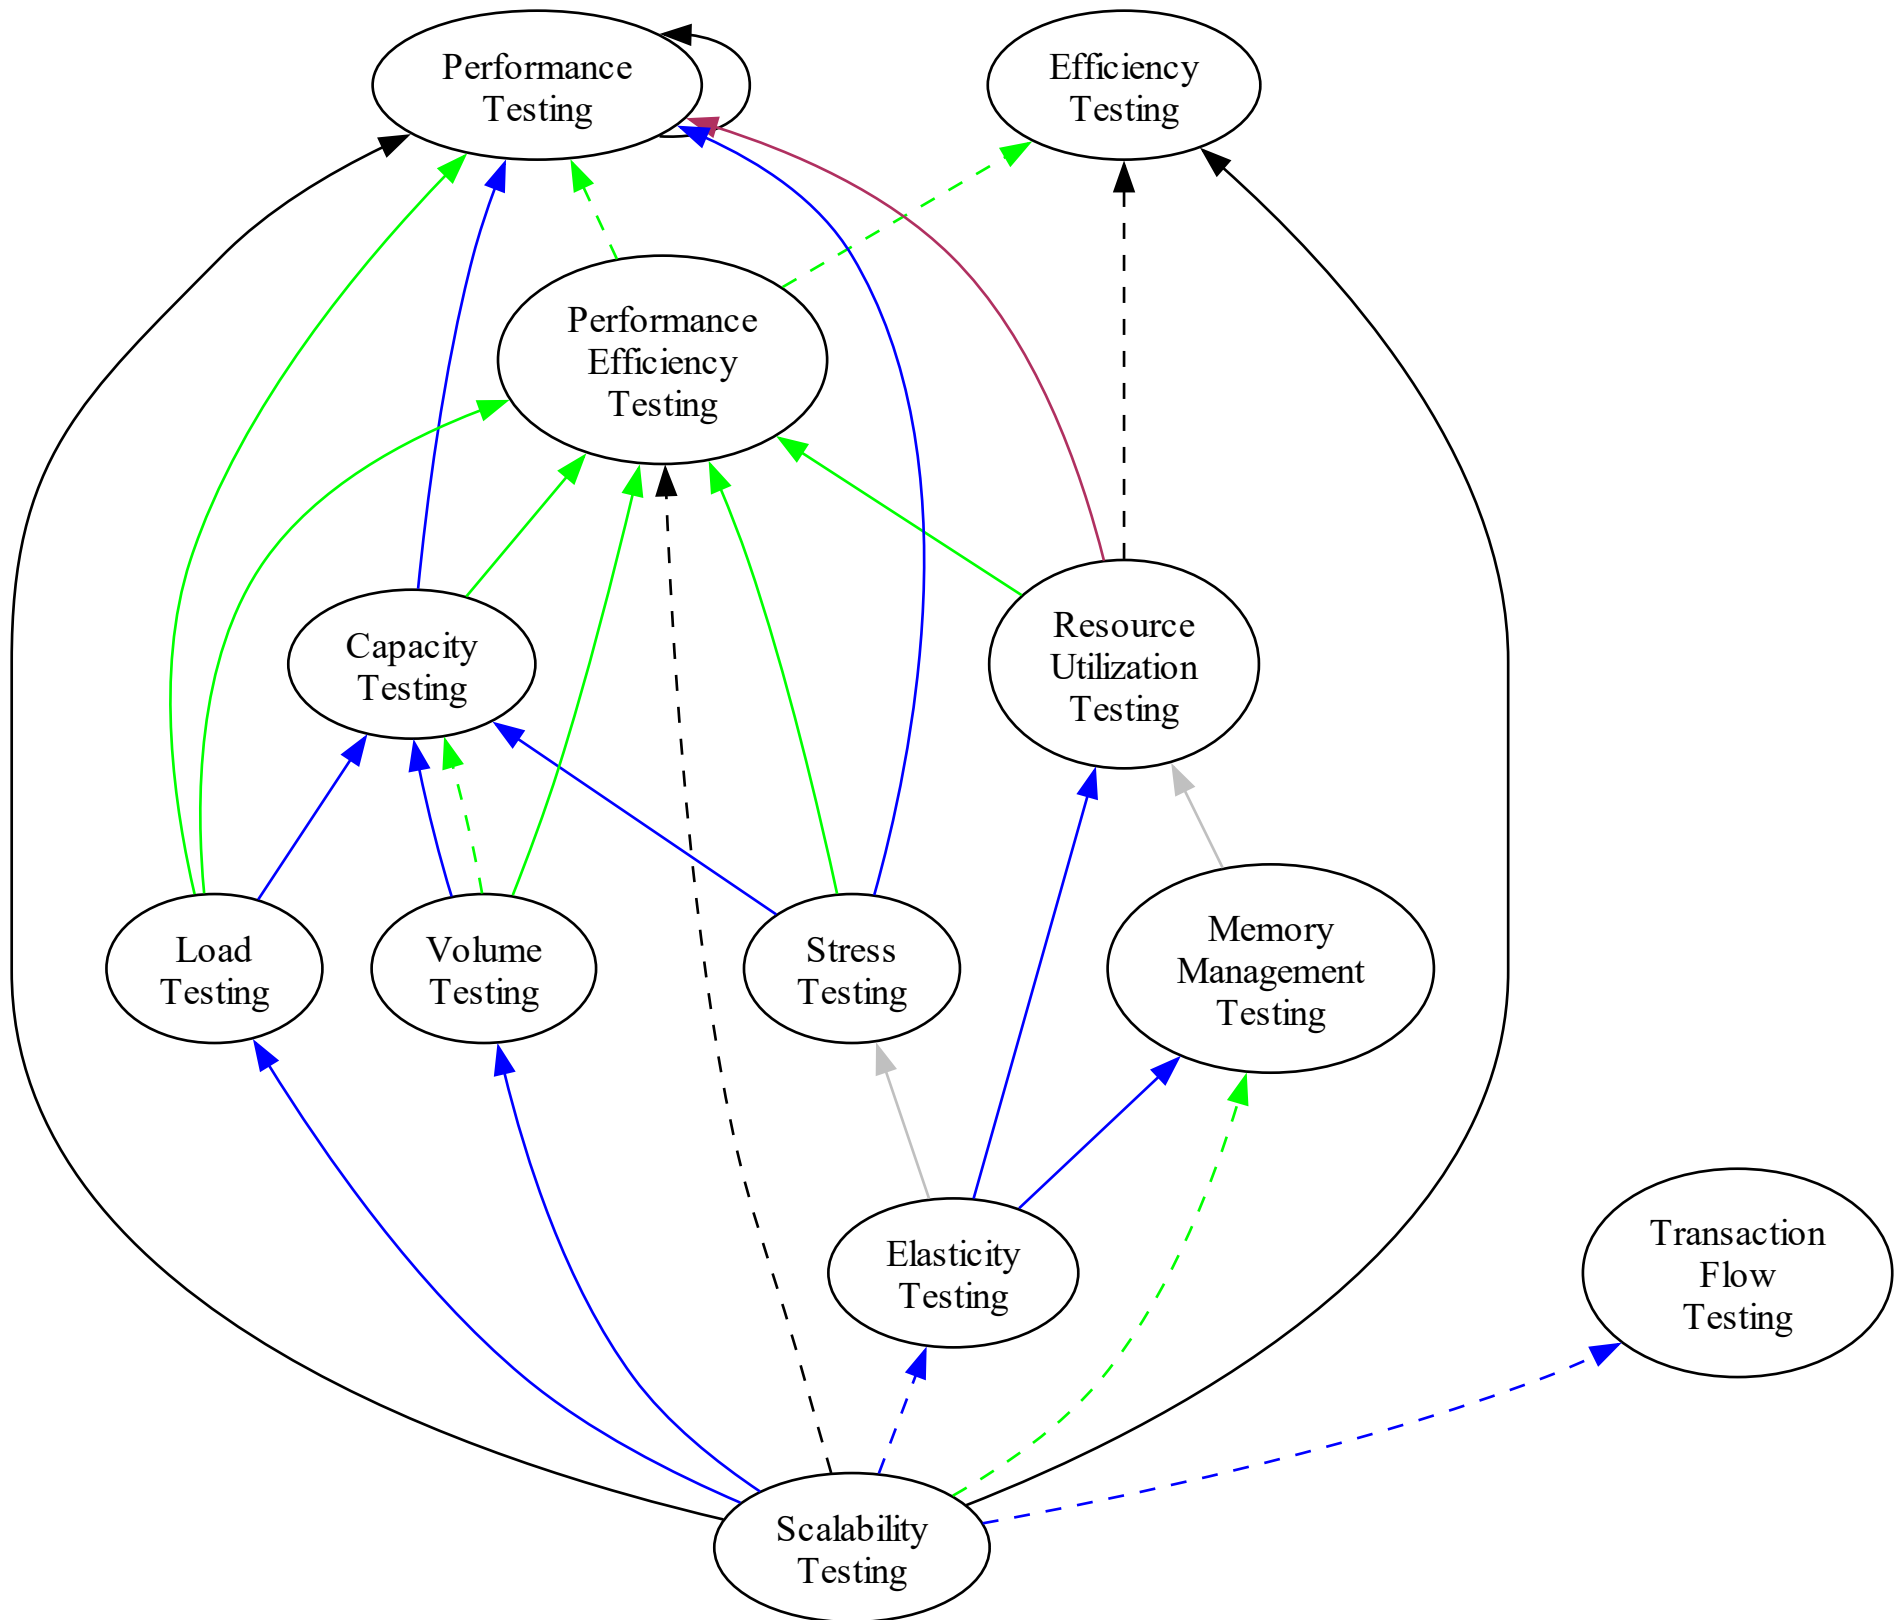 Performance
Testing
Efficiency
Testing
Performance
Efficiency
Testing
Capacity
Testing
Resource
Utilization
Testing
Load
Testing
Volume
Testing
Stress
Testing
Memory
Management
Testing
Elasticity
Testing
Transaction
Flow
Testing
Scalability
Testing